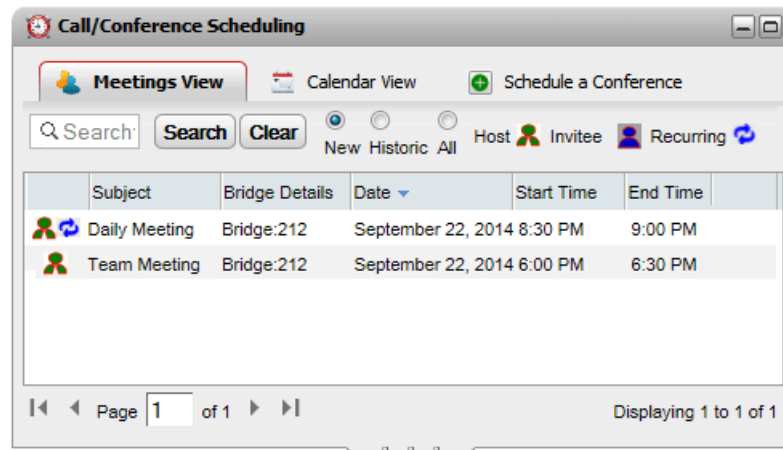 Call/Conference Scheduling
Meetings View Calendar View Schedule a Conference
Search Search Clear New Historic All Host Invitee Recurring
Subject Bridge Details Date Start Time End Time
Daily Meeting Bridge:212 September 22, 2014 8:30 PM 9:00 PM
Team Meeting Bridge:212 September 22, 2014 6:00 PM 6:30 PM
Page 1 of 1 Displaying 1 to 1 of 1